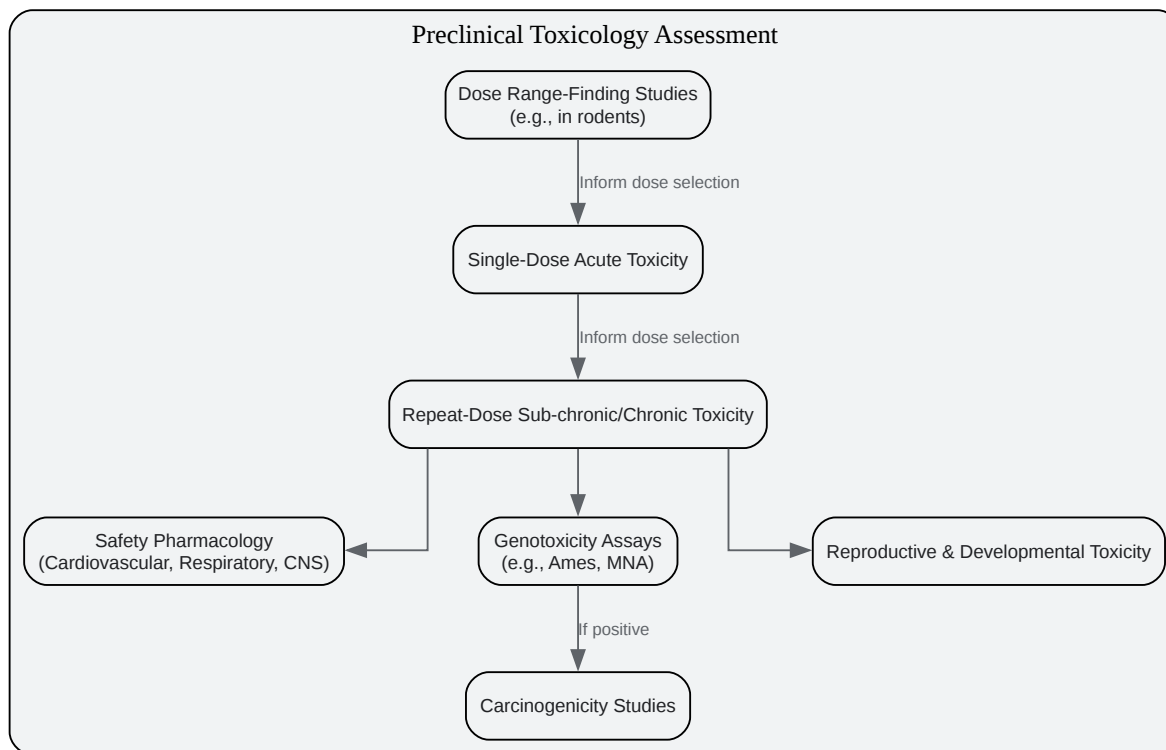 Preclinical Toxicology Assessment
Dose Range-Finding Studies
(e.g., in rodents)
Inform dose selection
Single-Dose Acute Toxicity
Inform dose selection
Repeat-Dose Sub-chronic/Chronic Toxicity
Safety Pharmacology
(Cardiovascular, Respiratory, CNS)
Genotoxicity Assays
(e.g., Ames, MNA)
Reproductive & Developmental Toxicity
If positive
Carcinogenicity Studies